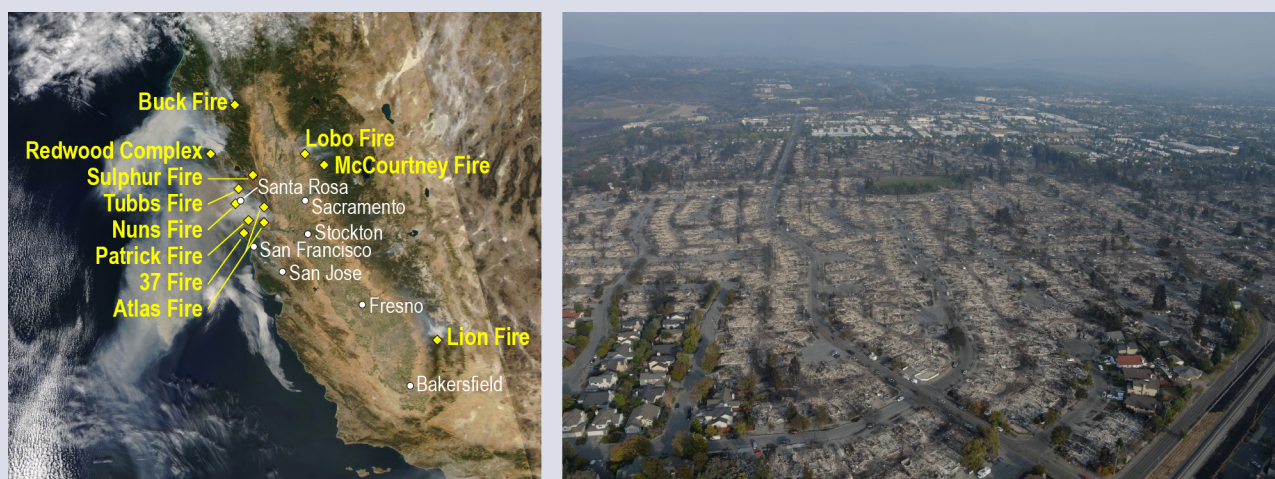 Buck Fire
Lobo Fire
Redwood Complex
McCourtney Fire
Sulphur Fire
Santa Rosa
Tubbs Fire
Sacramento
Nuns Fire
Stockton
Patrick Fire
San Francisco
37 Fire
San Jose
Atlas Fire
Fresno
Lion Fire
Bakersfield